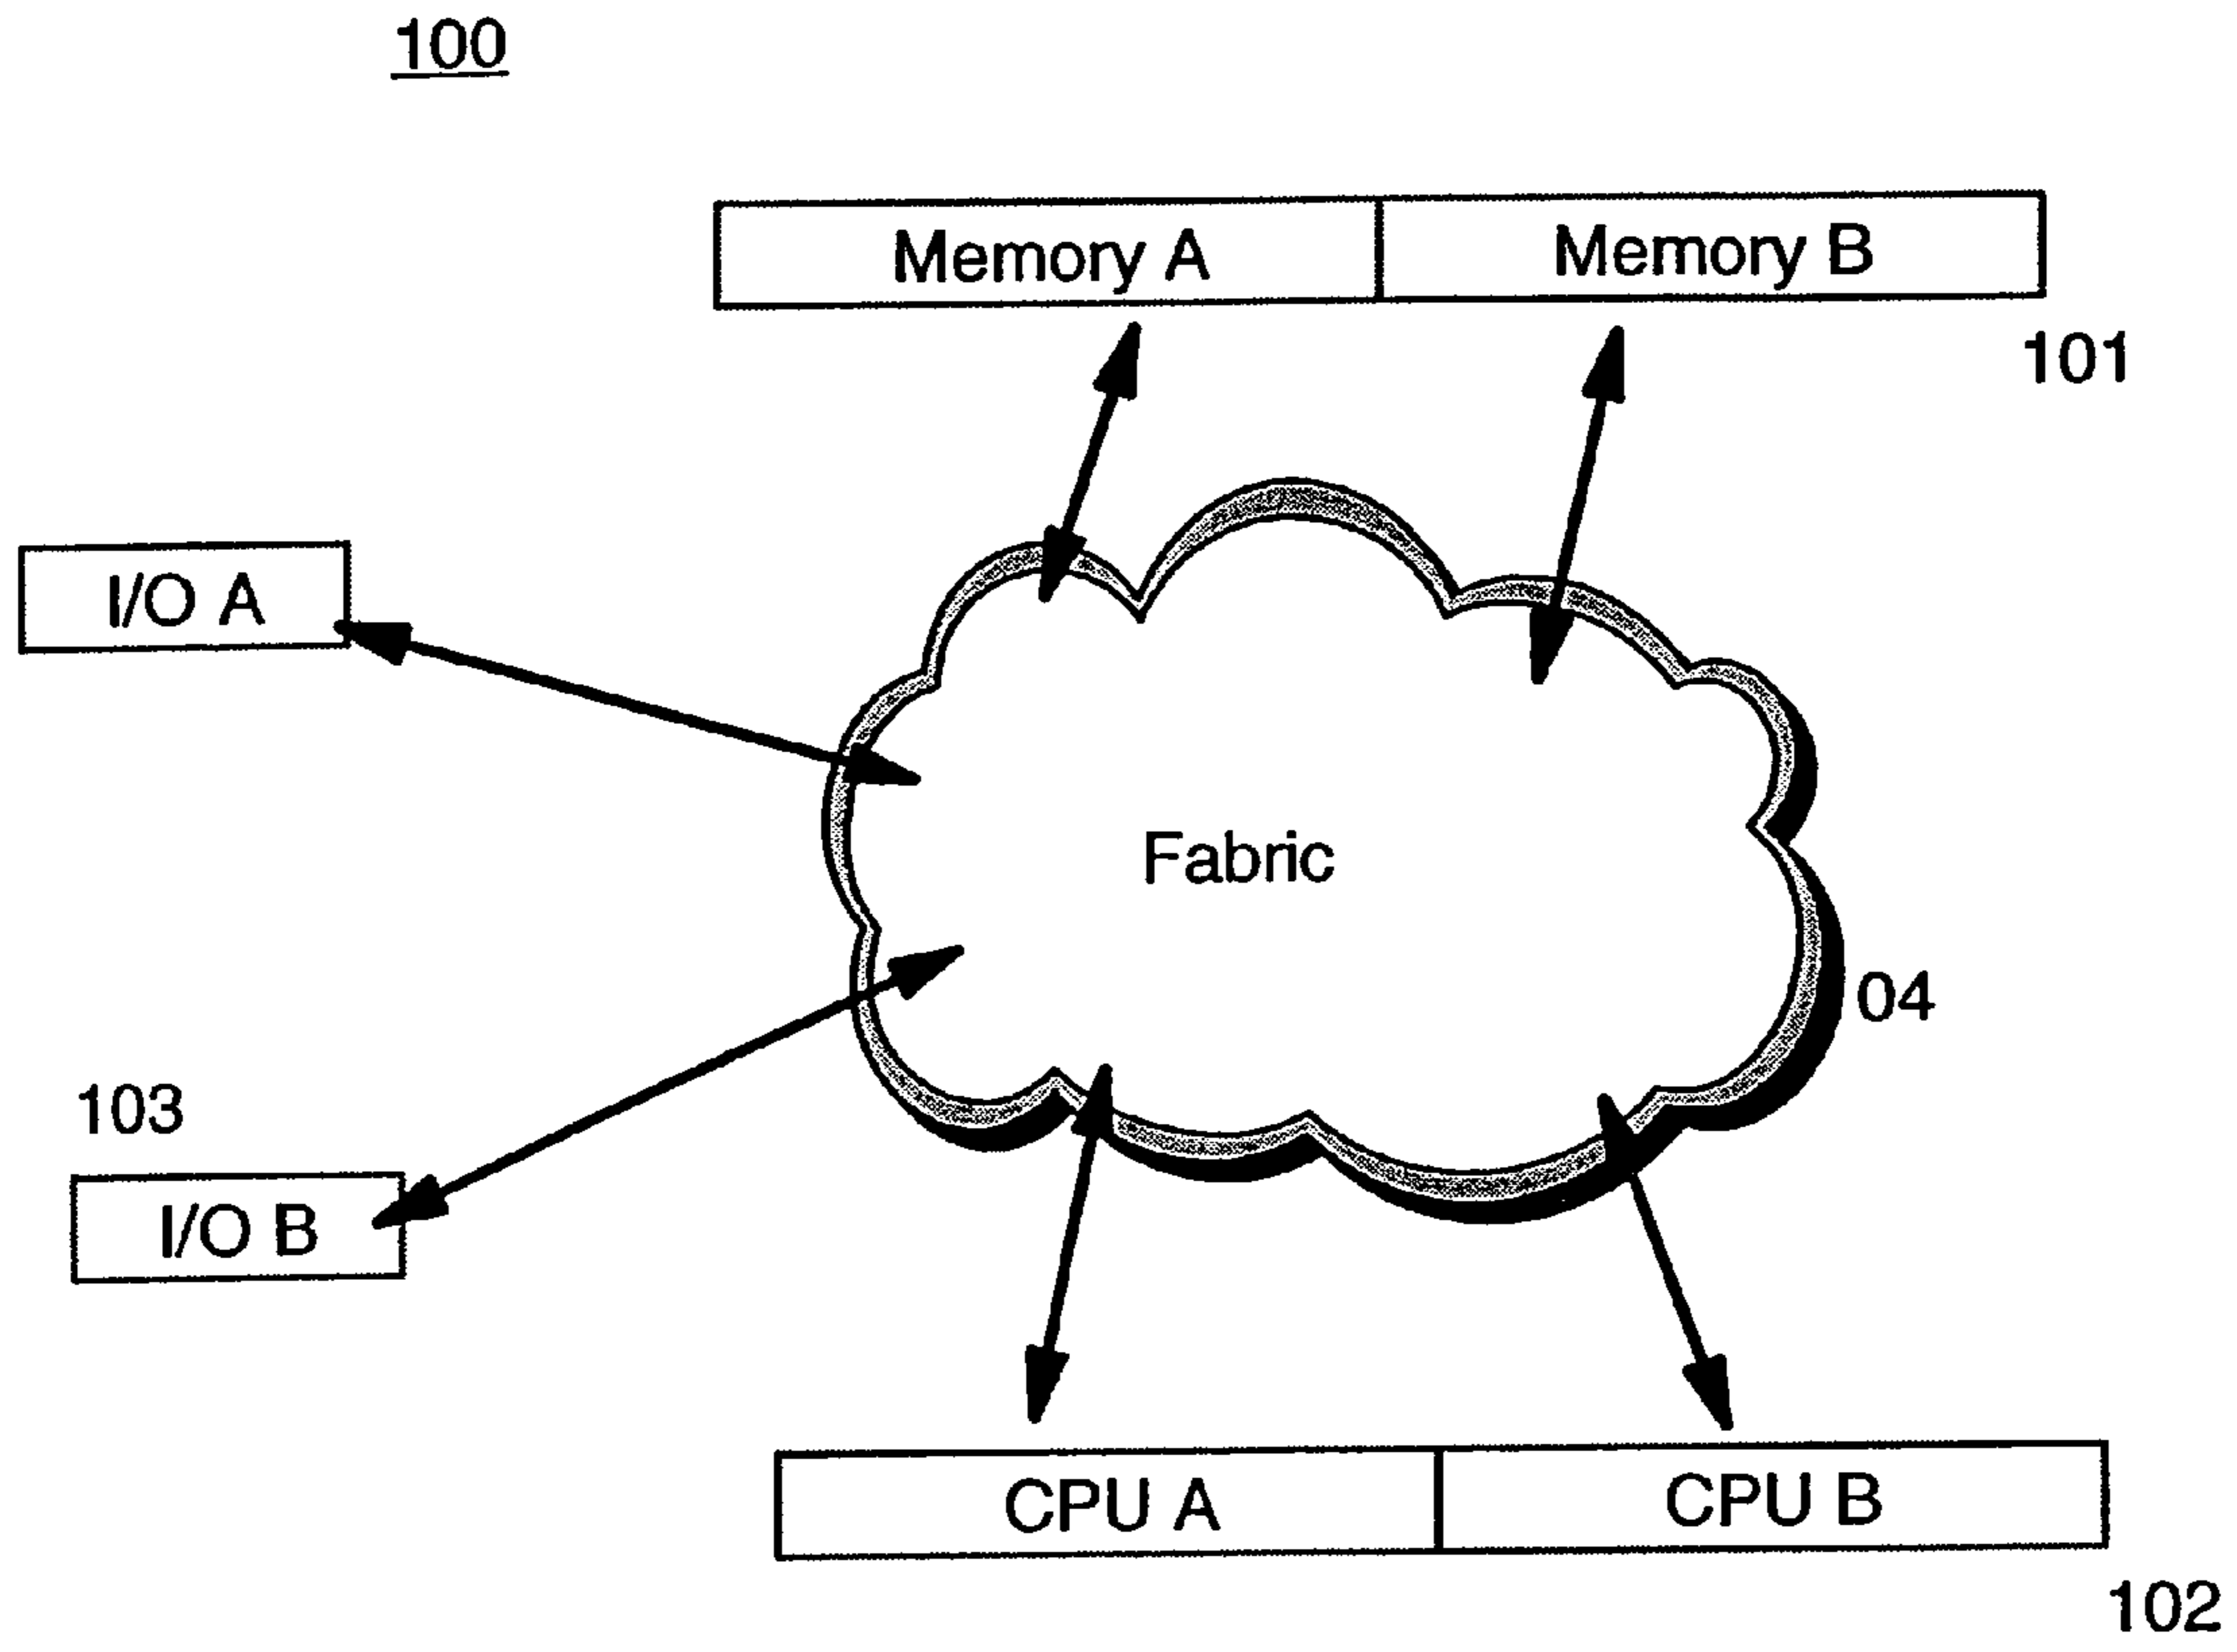 100
Memory A Memory B
101
I/O A
Fabric
04
103
I/O B
CPU A CPU B
102